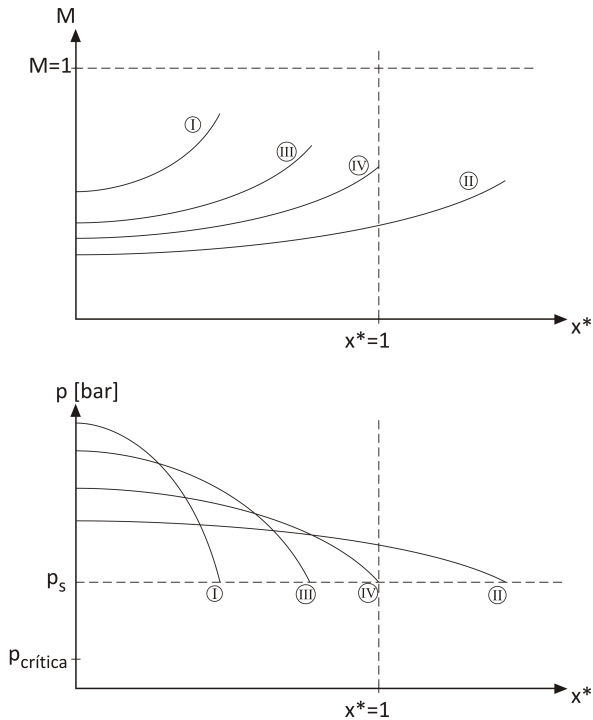 M
M=1
Ⓘ
Ⓘⓘⓘ
IV
II
x*=1
x*
p [bar]
ps
pcrítica
I
III
IV
II
x*=1
x*